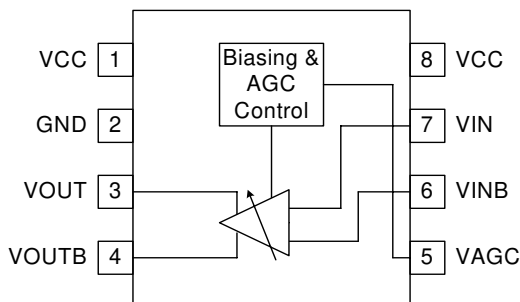 VCC 1
GND 2
VOUT 3
VOUTB 4
Biasing &
AGC
Control
8 VCC
7 VIN
6 VINB
5 VAGC